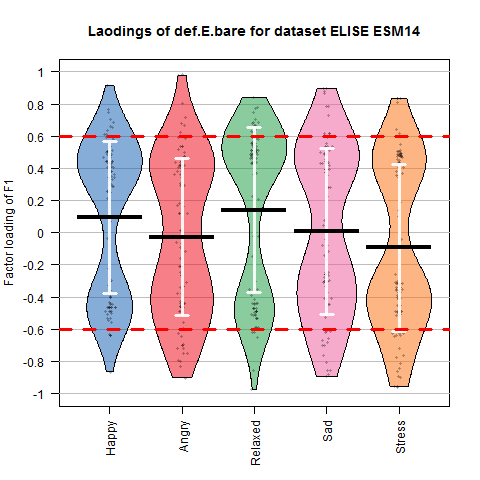 Laodings of def.E.bare for dataset ELISE ESM14
Factor loading of F1
1
0.8
0.6
0.4
0.2
0
-0.2
-0.4
-0.6
-0.8
-1
Happy
Angry
Relaxed
Sad
Stress